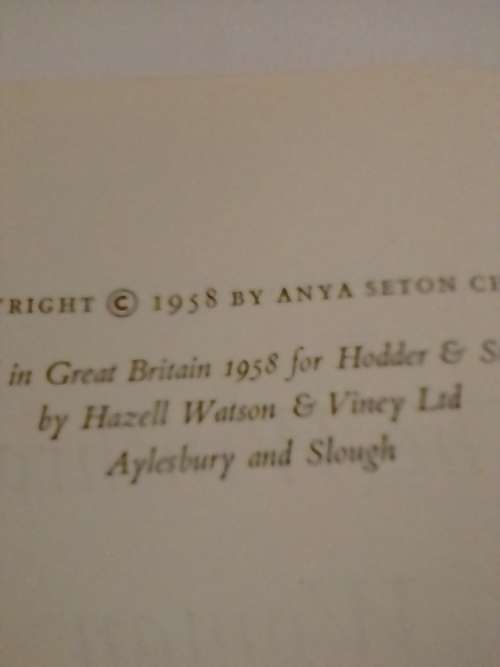 RIGHT © 1958 BY ANYA SETON
in Great Britain 1958 for Hodder & S
by Hazell Watson & Viney Ltd
Aylesbury and Slough